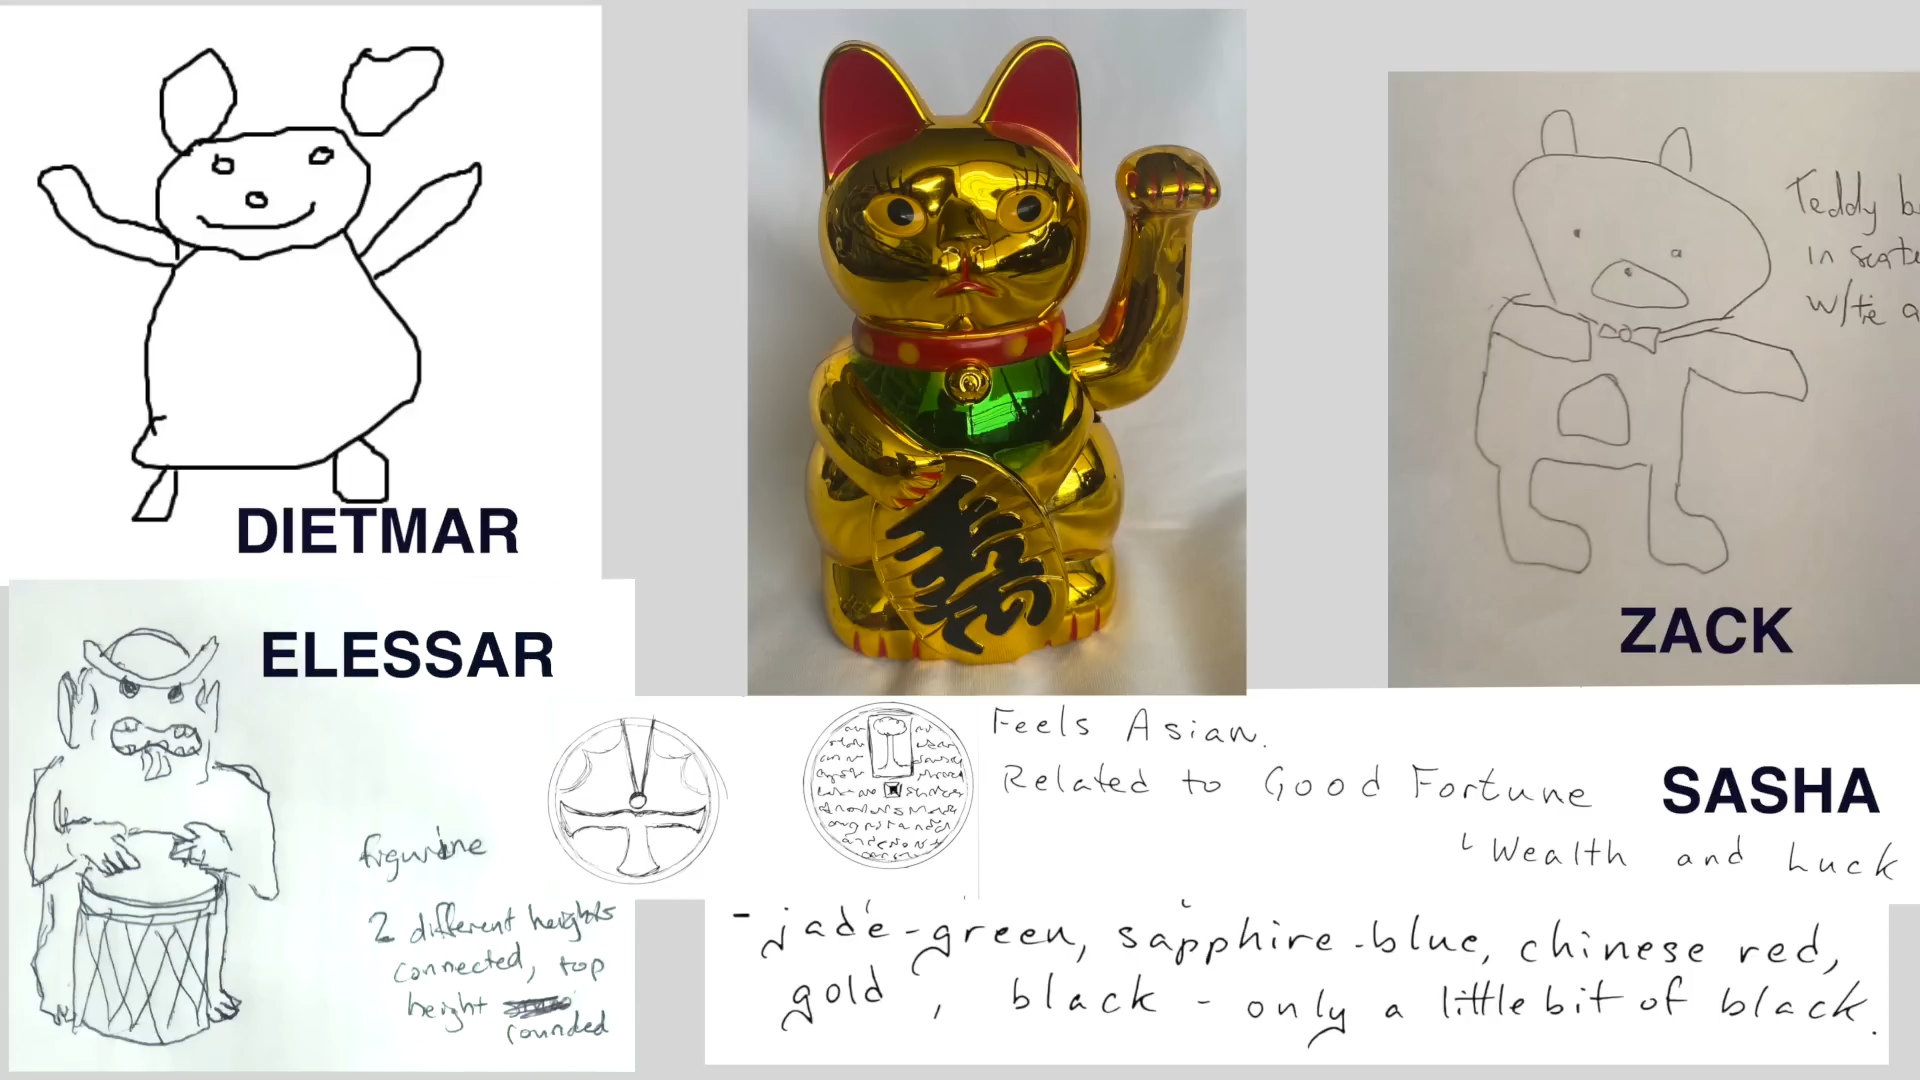 DIETMAR
Teddy
in
w/tie
ZACK
ELESSAR
figurine
2 different heights
connected, top
height
rounded
Feels Asian.
Related to Good Fortune
SASHA
Wealth and Luck
- jade-green, sapphire-blue, chinese red,
gold, black - only a little bit of black.
寿